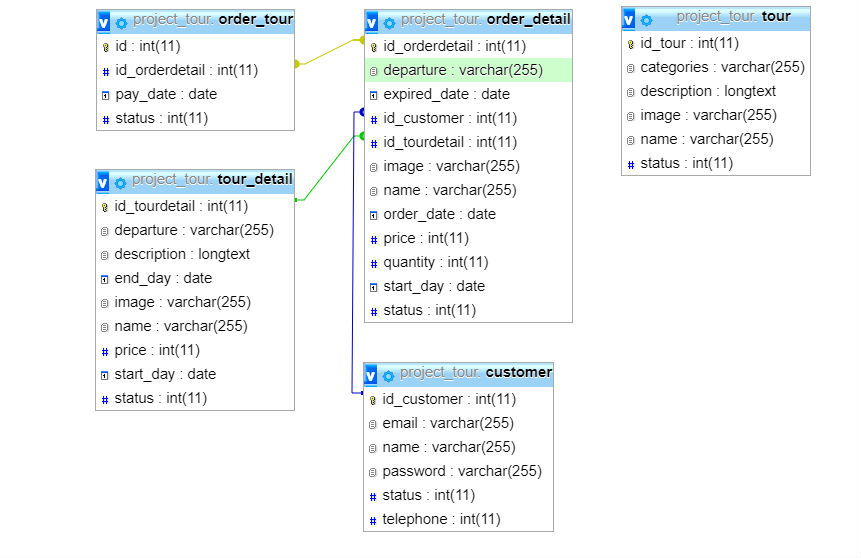 project_tour. order_tour
id : int(11)
id_orderdetail : int(11)
pay_date : date
status : int(11)
project_tour. order_detail
id_orderdetail : int(11)
departure : varchar(255)
expired_date : date
id_customer : int(11)
id_tourdetail : int(11)
image : varchar(255)
name : varchar(255)
order_date : date
price : int(11)
quantity : int(11)
start_day : date
status : int(11)
project_tour. tour
id_tour : int(11)
categories : varchar(255)
description : longtext
image : varchar(255)
name : varchar(255)
status : int(11)
project_tour. tour_detail
id_tourdetail : int(11)
departure : varchar(255)
description : longtext
end_day : date
image : varchar(255)
name : varchar(255)
price : int(11)
start_day : date
status : int(11)
project_tour. customer
id_customer : int(11)
email : varchar(255)
name : varchar(255)
password : varchar(255)
status : int(11)
telephone : int(11)